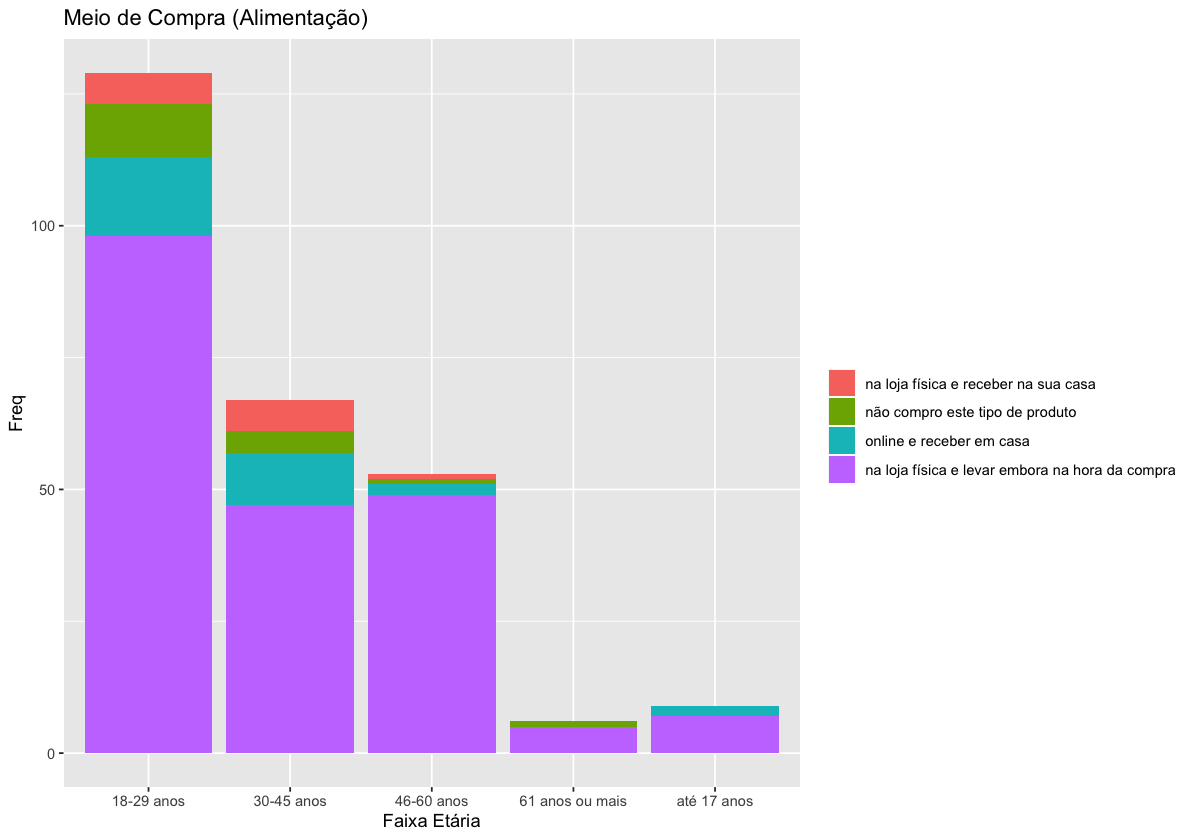 Meio de Compra (Alimentação)
Freq
100
50
0
18-29 anos
30-45 anos
46-60 anos
61 anos ou mais
até 17 anos
Faixa Etária
na loja física e receber na sua casa
não compro este tipo de produto
online e receber em casa
na loja física e levar embora na hora da compra